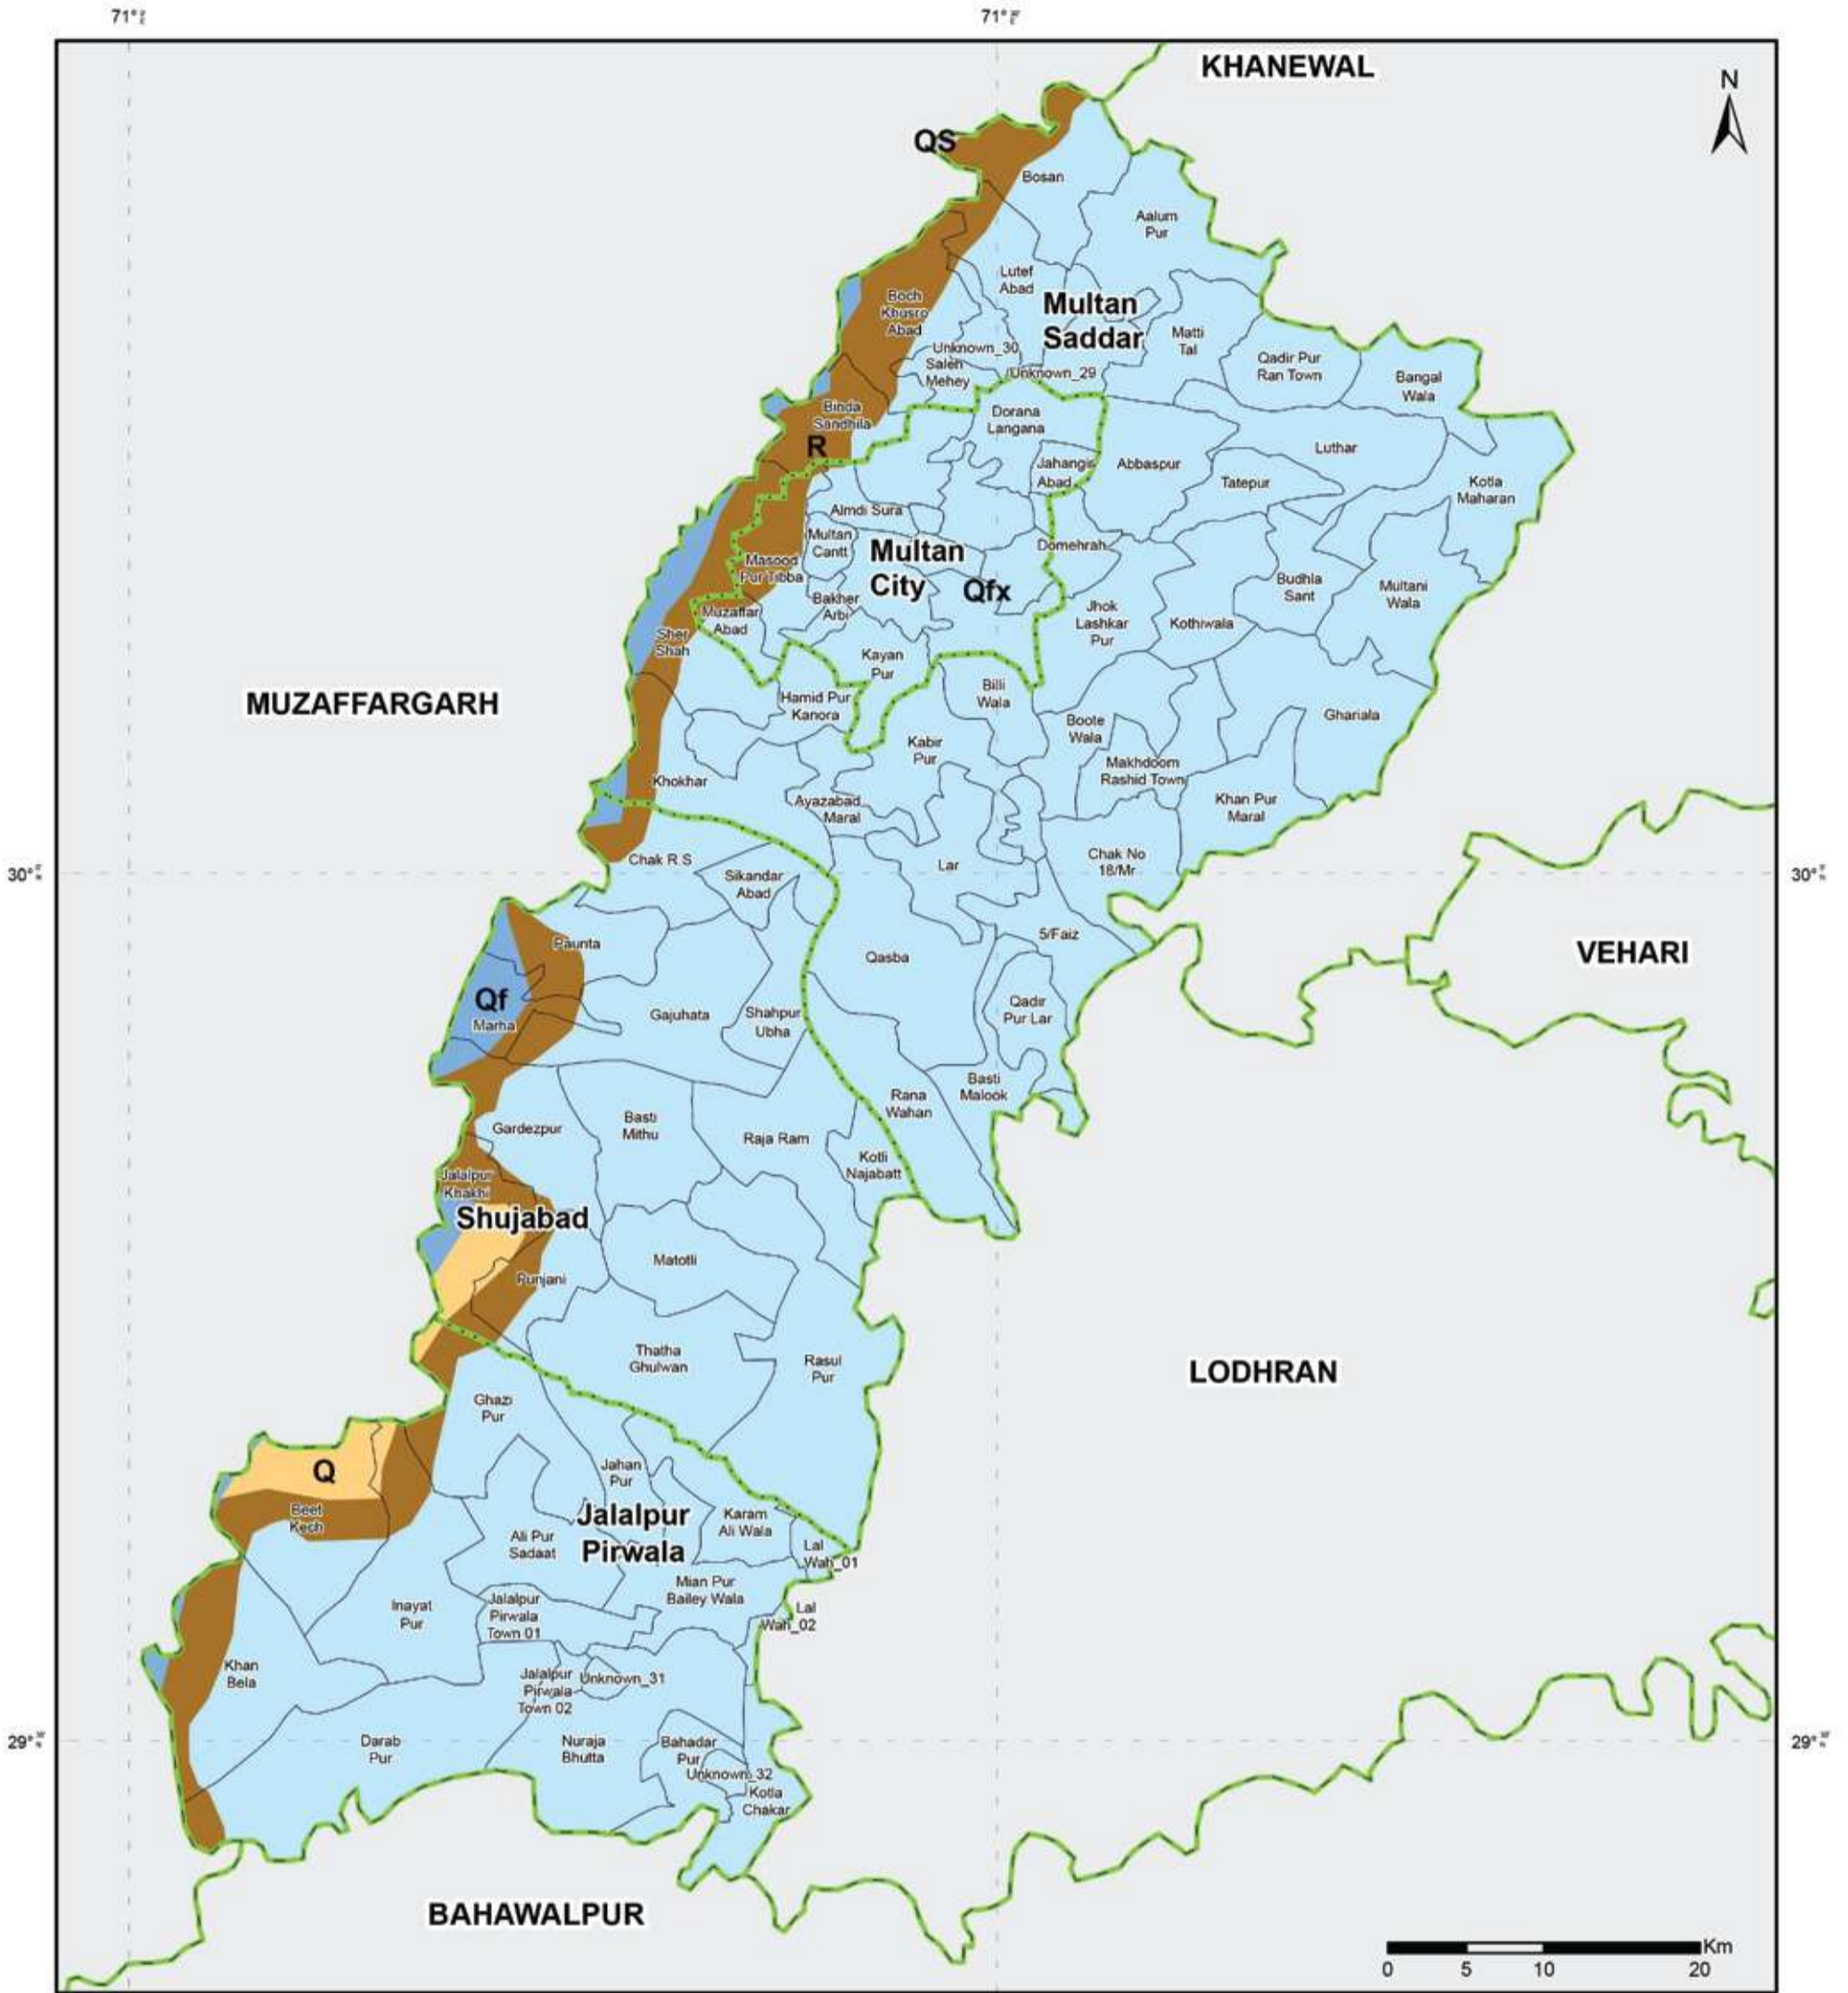 71°
71°
KHANEWAL
N
QS
Bosan
Aalum
Pur
Lutef
Abad
Multan
Saddar
Boch
Khusro
Abad
Matti
Tal
Unknown_30
Saleh
Mehey
Unknown_29
Qadir Pur
Ran Town
Bangal
Wala
Binda
Sandhila
R
Dorana
Langana
Luthar
Jahangir
Abad
Abbaspur
Tatepur
Kotla
Maharan
Almdi Sura
Multan
Cantt
Multan
City
Domehrah
Masood
Pur Tibba
Qfx
Budhla
Sant
Multani
Wala
Bakher
Arbi
Muzaffar
Abad
Jhok
Lashkar
Pur
Kothiwala
Sher
Shah
Kayan
Pur
MUZAFFARGARH
Hamid Pur
Kanora
Billi
Wala
Boote
Wala
Ghariala
Kabir
Pur
Khokhar
Makhdoom
Rashid Town
Ayazabad
Maral
Khan Pur
Maral
Chak R.S
Lar
Chak No
18/Mr
30°
30°
Sikandar
Abad
Paunta
5/Faiz
VEHARI
Qasba
Qf
Marha
Gajuhata
Shahpur
Ubha
Qadir
Pur Lar
Rana
Wahan
Basti
Malook
Gardezpur
Basti
Mithu
Raja Ram
Kotli
Najabatt
Jalalpur
Khakhi
Shujabad
Matotli
Punjani
Thatha
Ghulwan
Rasul
Pur
LODHRAN
Ghazi
Pur
Q
Jahan
Pur
Beet
Kech
Jalalpur
Pirwala
Karam
Ali Wala
Ali Pur
Sadaat
Lal
Wah_01
Mian Pur
Bailey Wala
Inayat
Pur
Jalalpur
Pirwala
Town 01
Lal
Wah_02
Khan
Bela
Jalalpur
Pirwala
Town 02
Unknown_31
29°
29°
Darab
Pur
Nuraja
Bhutta
Bahadar
Pur
Unknown_32
Kotla
Chakar
BAHAWALPUR
Km
0 5 10 20